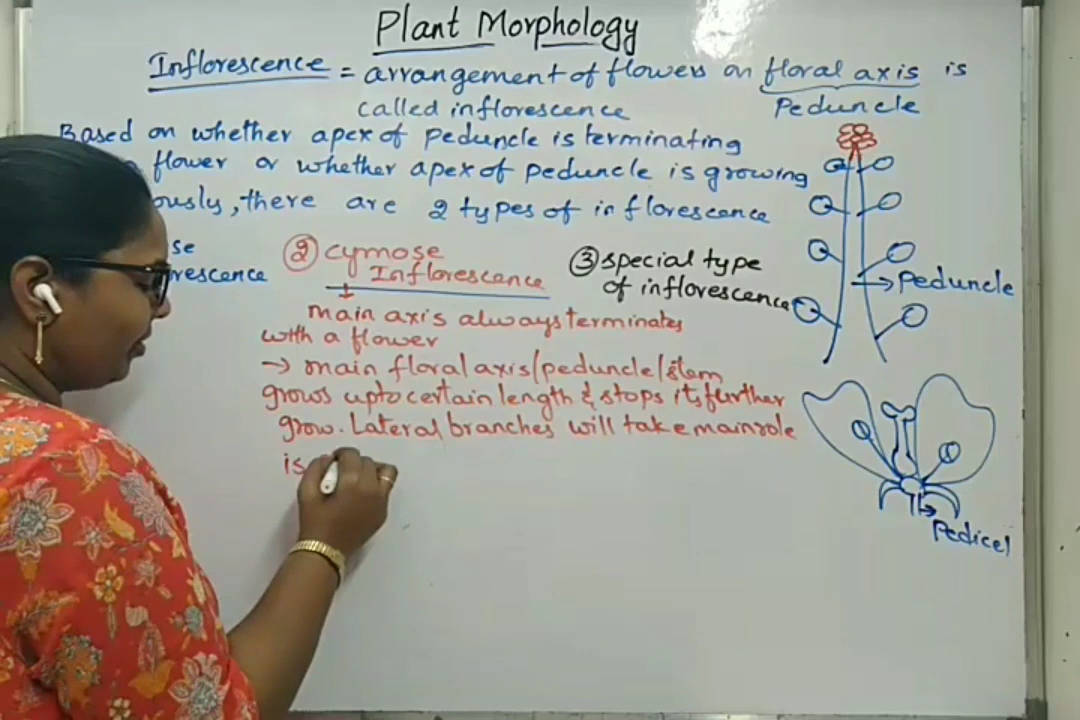 Plant Morphology
Inflorescence = arrangement of flowers on floral axis is
called inflorescence
Peduncle
Based on whether apex of peduncle is terminating
flower or whether apex of peduncle is growing
ously, there are 2 types of inflorescence
se
rescence
② cymose
Inflorescence
③ special type
of inflorescence
Peduncle
main axis always terminates
with a flower
→ main floral axis/peduncle/stem
grows upto certain length & stops its further
grow. Lateral branches will take main role
is
Pedicel